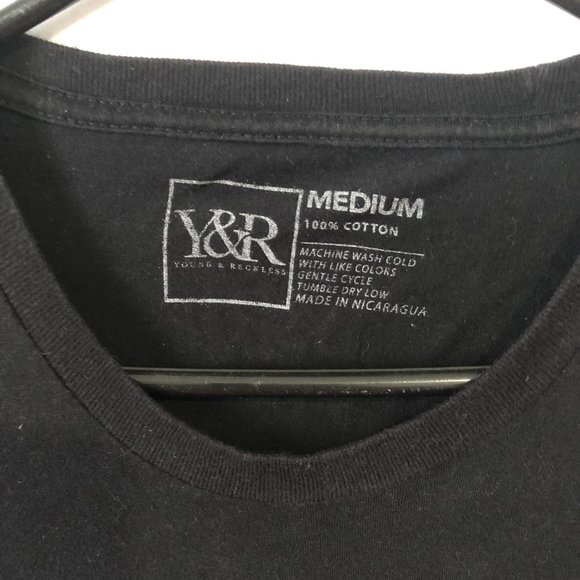 Y&R
YOUNG & RECKLESS
MEDIUM
100% COTTON
MACHINE WASH COLD
WITH LIKE COLORS
GENTLE CYCLE
TUMBLE DRY LOW
MADE IN NICARAGUA